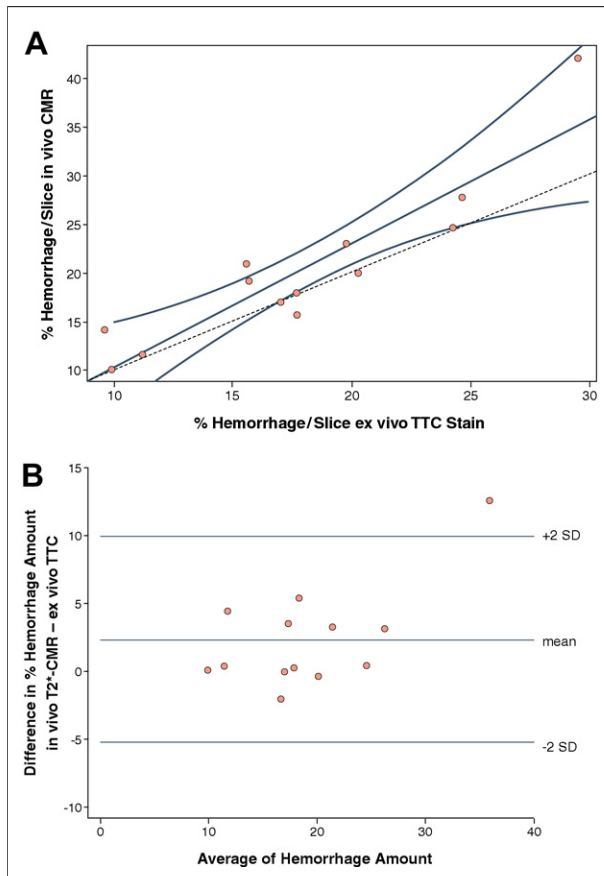 A
% Hemorrhage/Slice in vivo CMR
40
35
30
25
20
15
10
10 15 20 25 30
% Hemorrhage/Slice ex vivo TTC Stain
B
Difference in % Hemorrhage Amount
in vivo T2*-CMR – ex vivo TTC
15
10
5
0
-5
-10
+2 SD
mean
-2 SD
0 10 20 30 40
Average of Hemorrhage Amount